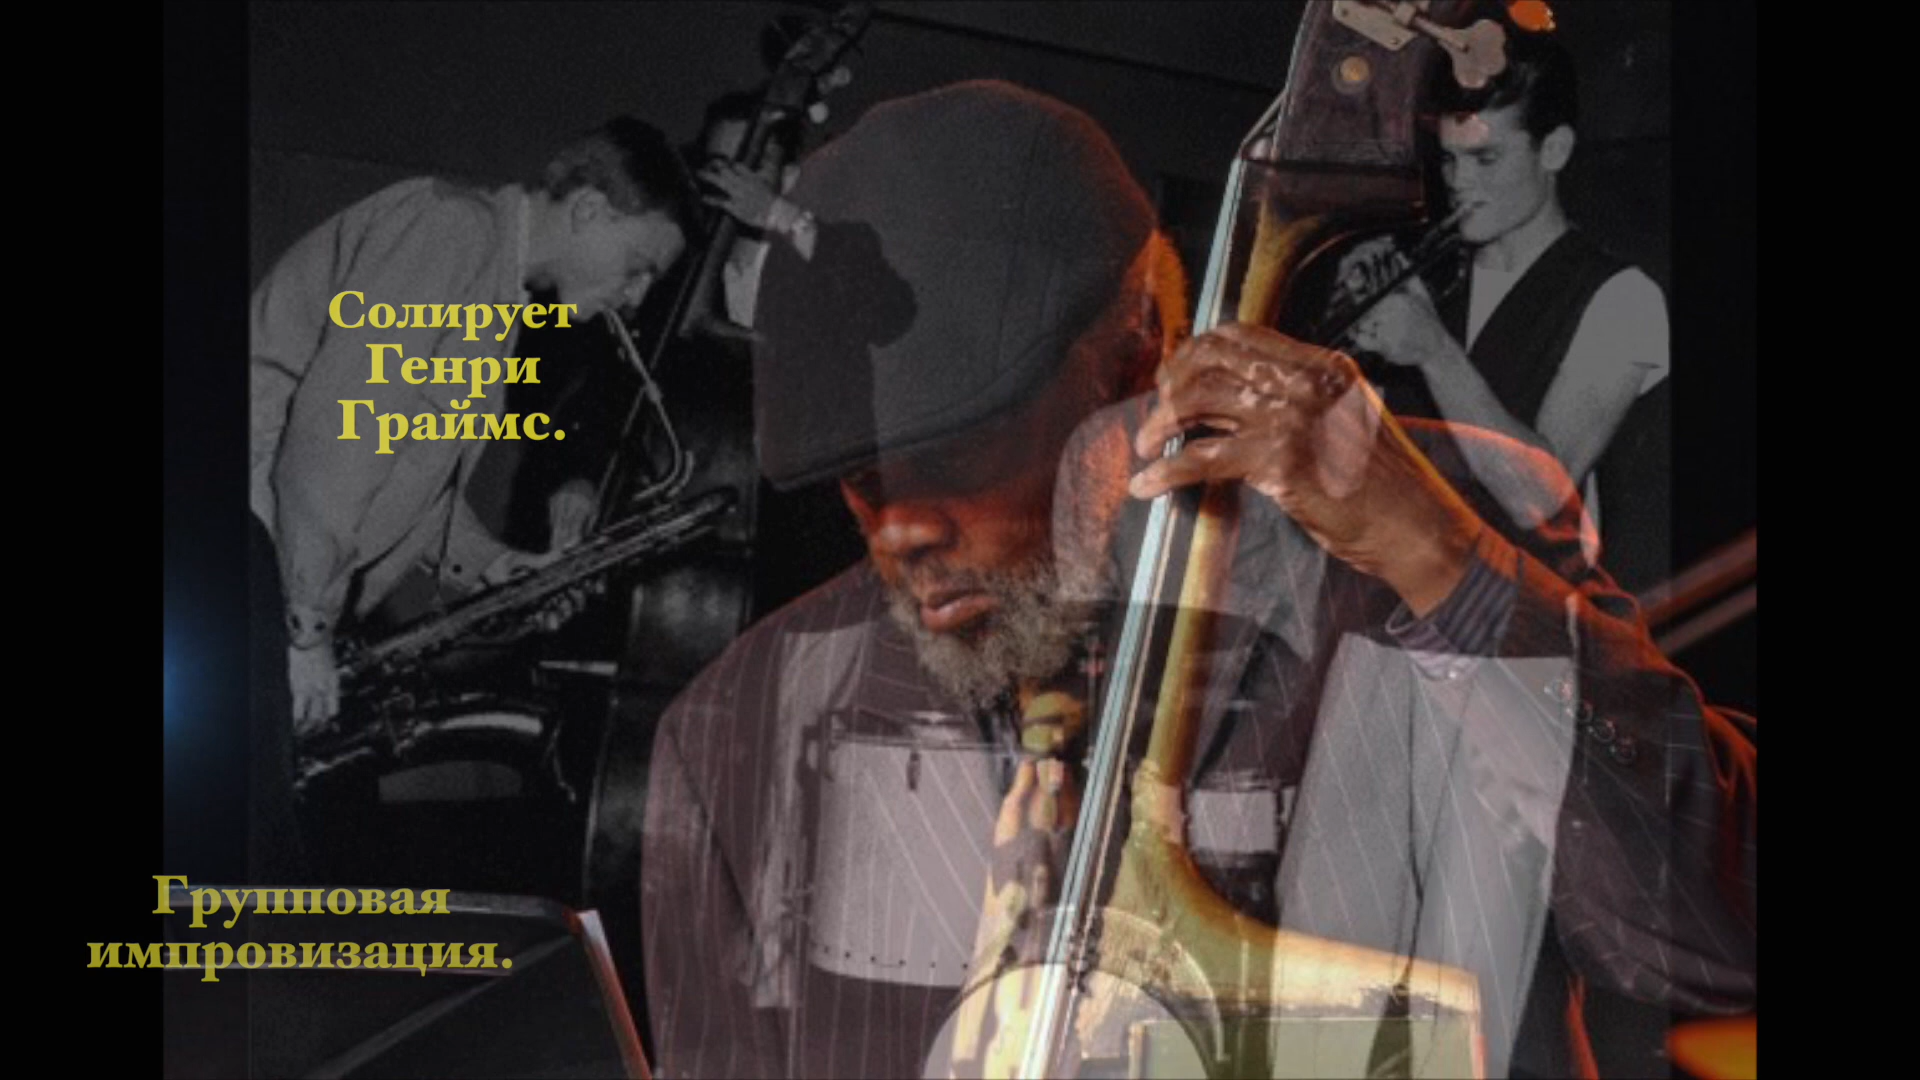 Солирует
Генри
Граймс.
Групповая
импровизация.